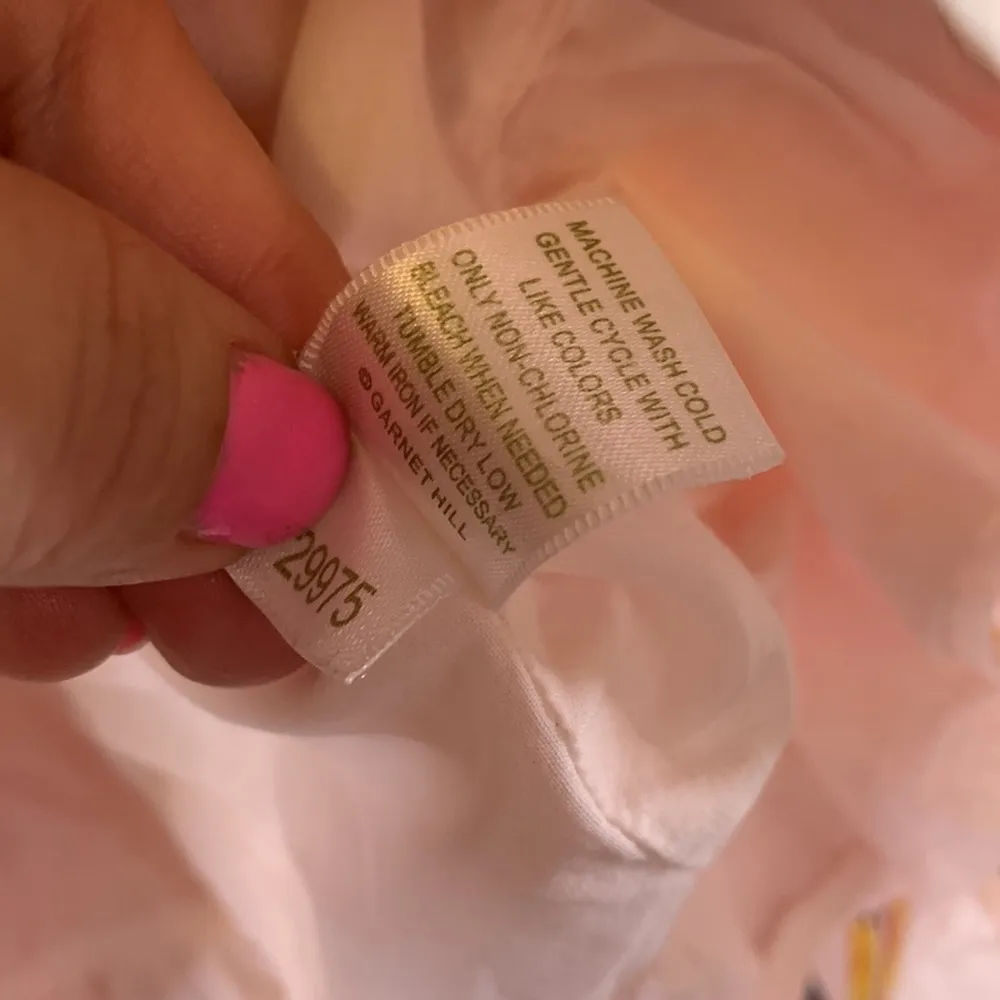 MACHINE WASH COLD
GENTLE CYCLE WITH
LIKE COLORS
ONLY NON-CHLORINE
BLEACH WHEN NEEDED
TUMBLE DRY LOW
WARM IRON IF NECESSARY
GARNET HILL
29975